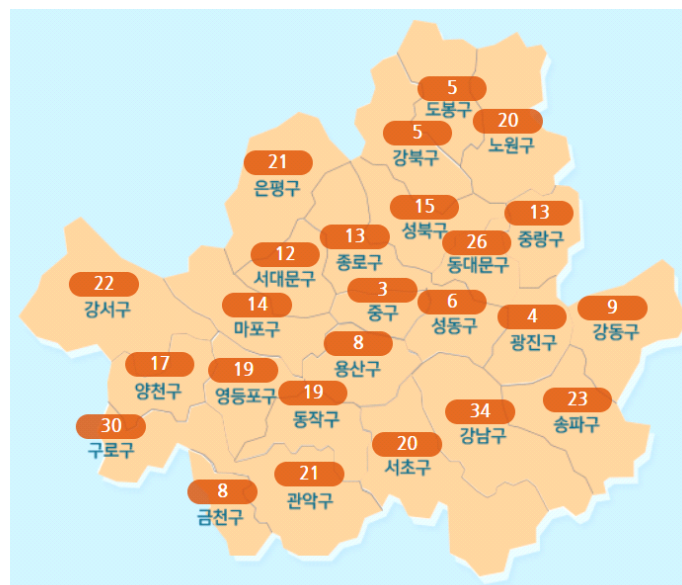 5
도봉구
20
노원구
5
강북구
21
은평구
15
성북구
13
중랑구
13
종로구
26
동대문구
12
서대문구
22
강서구
14
마포구
3
중구
6
성동구
4
광진구
9
강동구
8
용산구
17
양천구
19
영등포구
19
동작구
34
강남구
23
송파구
30
구로구
20
서초구
21
관악구
8
금천구